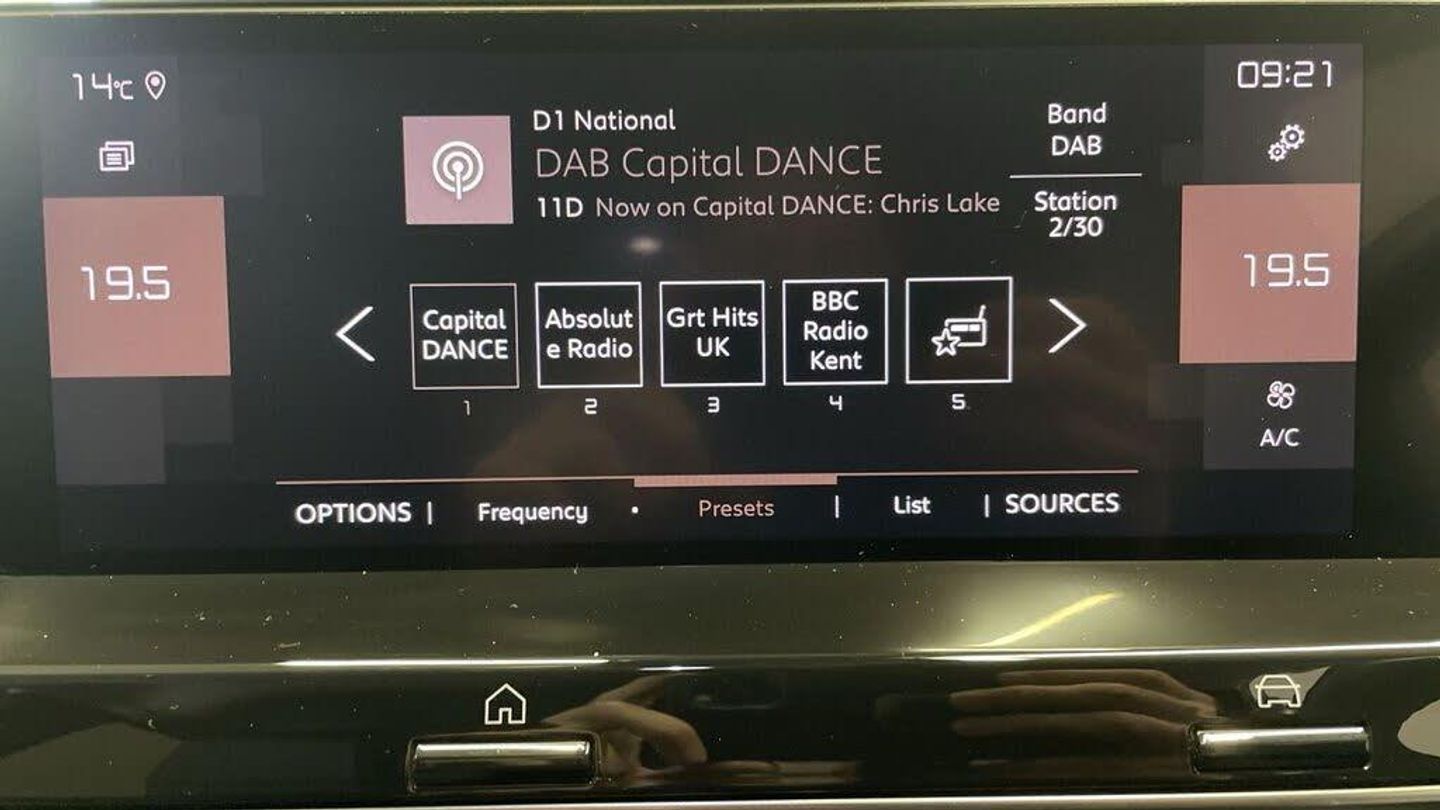 14°C
09:21
D1 National
DAB Capital DANCE
11D Now on Capital DANCE: Chris Lake
Band
DAB
Station
2/30
19.5
19.5
Capital
DANCE
Absolut
e Radio
Grt Hits
UK
BBC
Radio
Kent
1
2
3
4
5
A/C
OPTIONS | Frequency • Presets | List | SOURCES